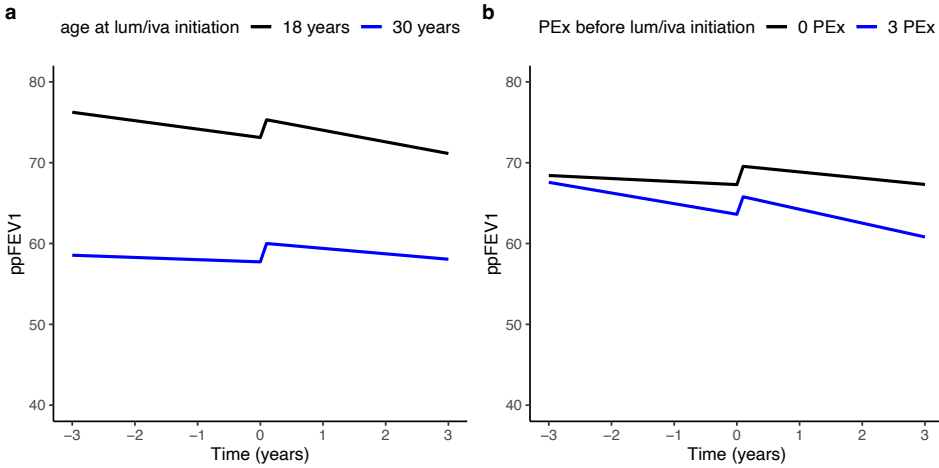 a
age at lum/iva initiation 18 years 30 years
80
70
60
50
40
ppFEV1
−3 −2 −1 0 1 2 3
Time (years)
b
PEx before lum/iva initiation 0 PEx 3 PEx
80
70
60
50
40
ppFEV1
−3 −2 −1 0 1 2 3
Time (years)